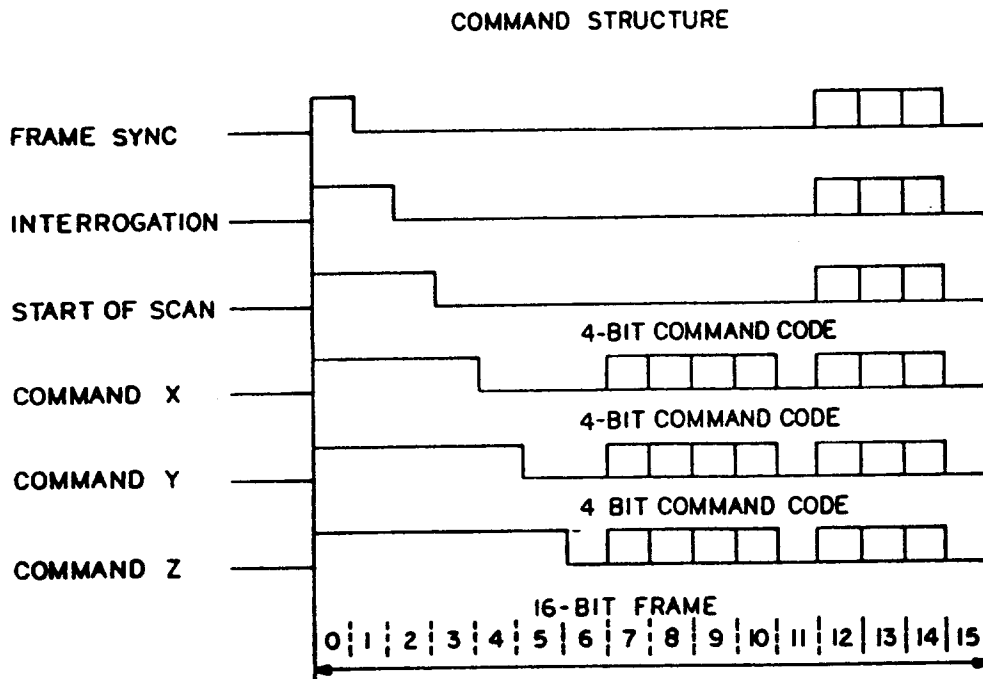 COMMAND STRUCTURE
FRAME SYNC
INTERROGATION
START OF SCAN
4-BIT COMMAND CODE
COMMAND X
4-BIT COMMAND CODE
COMMAND Y
4 BIT COMMAND CODE
COMMAND Z
16-BIT FRAME
0 1 2 3 4 5 6 7 8 9 10 11 12 13 14 15